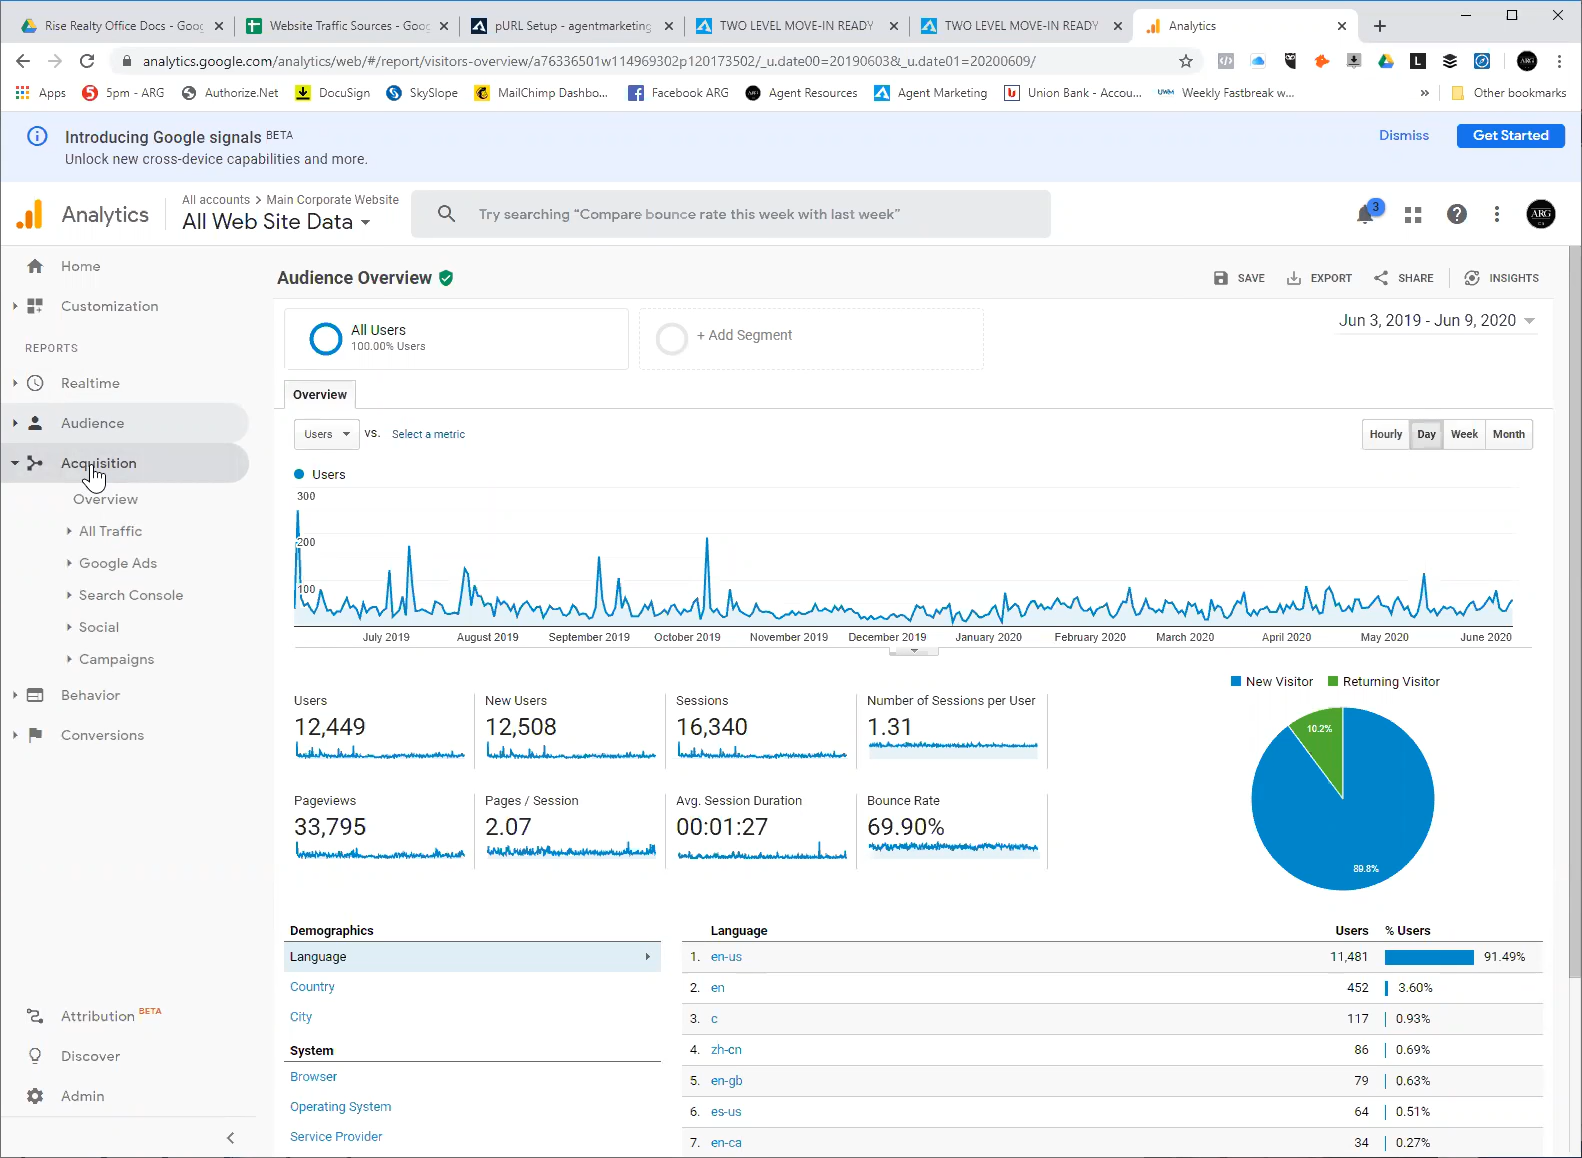 Rise Realty Office Docs - Goog
Website Traffic Sources - Goog
pURL Setup - agentmarketing
TWO LEVEL MOVE-IN READY
TWO LEVEL MOVE-IN READY
Analytics
analytics.google.com/analytics/web/#/report/visitors-overview/a76336501w114969302p120173502/_u.date00=20190603&_u.date01=20200609/
Apps
5pm - ARG
Authorize.Net
DocuSign
SkySlope
MailChimp Dashbo...
Facebook ARG
Agent Resources
Agent Marketing
Union Bank - Accou...
UWM
Weekly Fastbreak w...
»
Other bookmarks
Introducing Google signals BETA
Unlock new cross-device capabilities and more.
Dismiss
Get Started
Analytics
All accounts > Main Corporate Website
All Web Site Data
Try searching “Compare bounce rate this week with last week”
3
ARG
Home
Customization
REPORTS
Realtime
Audience
Acquisition
Overview
All Traffic
Google Ads
Search Console
Social
Campaigns
Behavior
Conversions
Attribution BETA
Discover
Admin
Audience Overview
SAVE
EXPORT
SHARE
INSIGHTS
All Users
100.00% Users
+ Add Segment
Jun 3, 2019 - Jun 9, 2020
Overview
Users
VS.
Select a metric
Hourly
Day
Week
Month
Users
300
200
100
July 2019
August 2019
September 2019
October 2019
November 2019
December 2019
January 2020
February 2020
March 2020
April 2020
May 2020
June 2020
Users
12,449
New Users
12,508
Sessions
16,340
Number of Sessions per User
1.31
Pageviews
33,795
Pages / Session
2.07
Avg. Session Duration
00:01:27
Bounce Rate
69.90%
New Visitor
Returning Visitor
10.2%
89.8%
Demographics
Language
Country
City
System
Browser
Operating System
Service Provider
Language Users % Users
1. en-us 11,481 91.49%
2. en 452 3.60%
3. c 117 0.93%
4. zh-cn 86 0.69%
5. en-gb 79 0.63%
6. es-us 64 0.51%
7. en-ca 34 0.27%